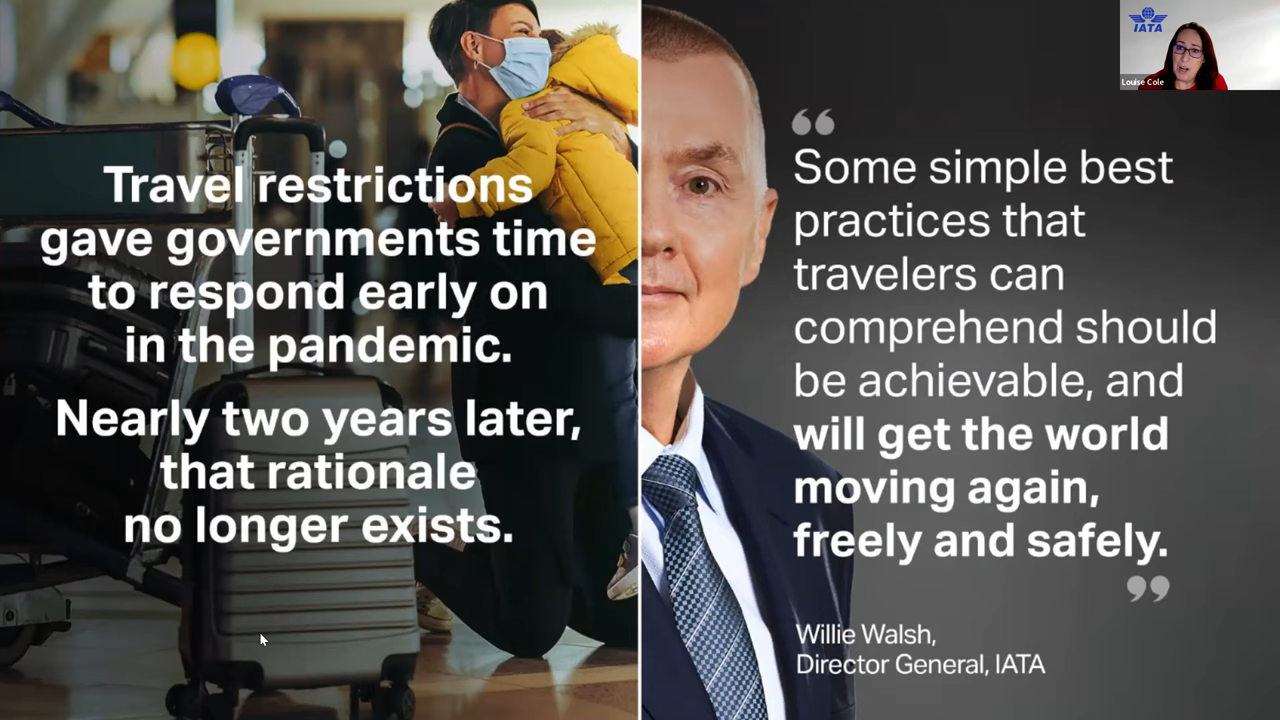 Travel restrictions
gave governments time
to respond early on
in the pandemic.
Nearly two years later,
that rationale
no longer exists.
“
Some simple best
practices that
travelers can
comprehend should
be achievable, and
will get the world
moving again,
freely and safely.
”
Willie Walsh,
Director General, IATA
IATA
Louise Cole